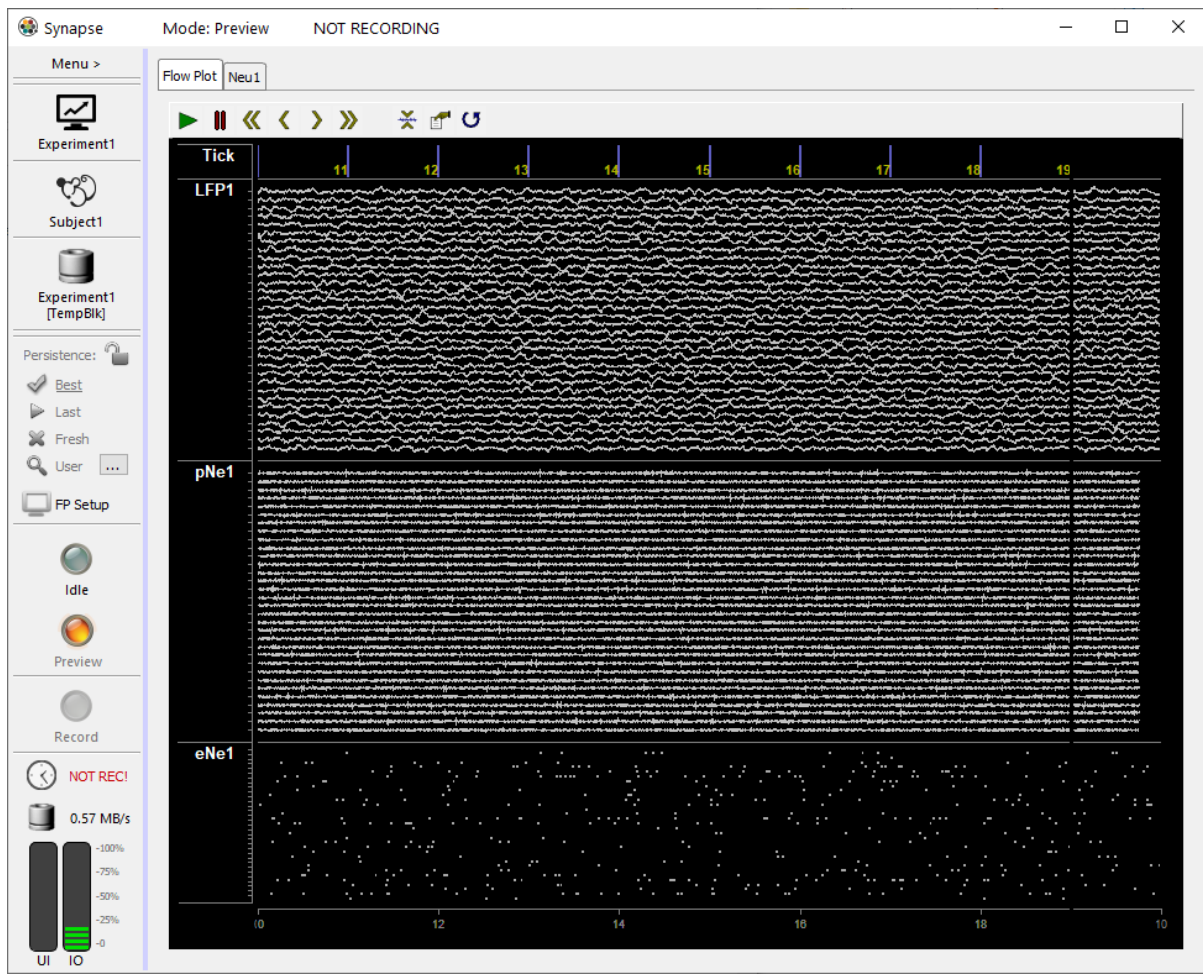 Synapse Mode: Preview NOT RECORDING
Menu >
Experiment1
Subject1
Experiment1
[TempBlk]
Persistence:
Best
Last
Fresh
User ...
FP Setup
Idle
Preview
Record
NOT REC!
0.57 MB/s
-100%
-75%
-50%
-25%
-0
UI IO
Flow Plot Neu1
Tick
11 12 13 14 15 16 17 18 19
LFP1
pNe1
eNe1
(0 12 14 16 18 10